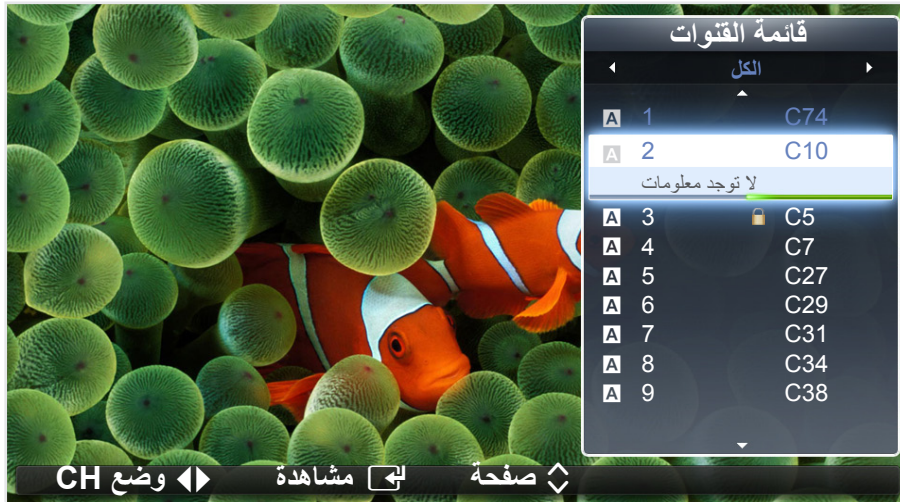 قائمة القنوات
الكل
A 1 C74
A 2 C10
لا توجد معلومات
A 3 C5
A 4 C7
A 5 C27
A 6 C29
A 7 C31
A 8 C34
A 9 C38
صفحة مشاهدة وضع CH